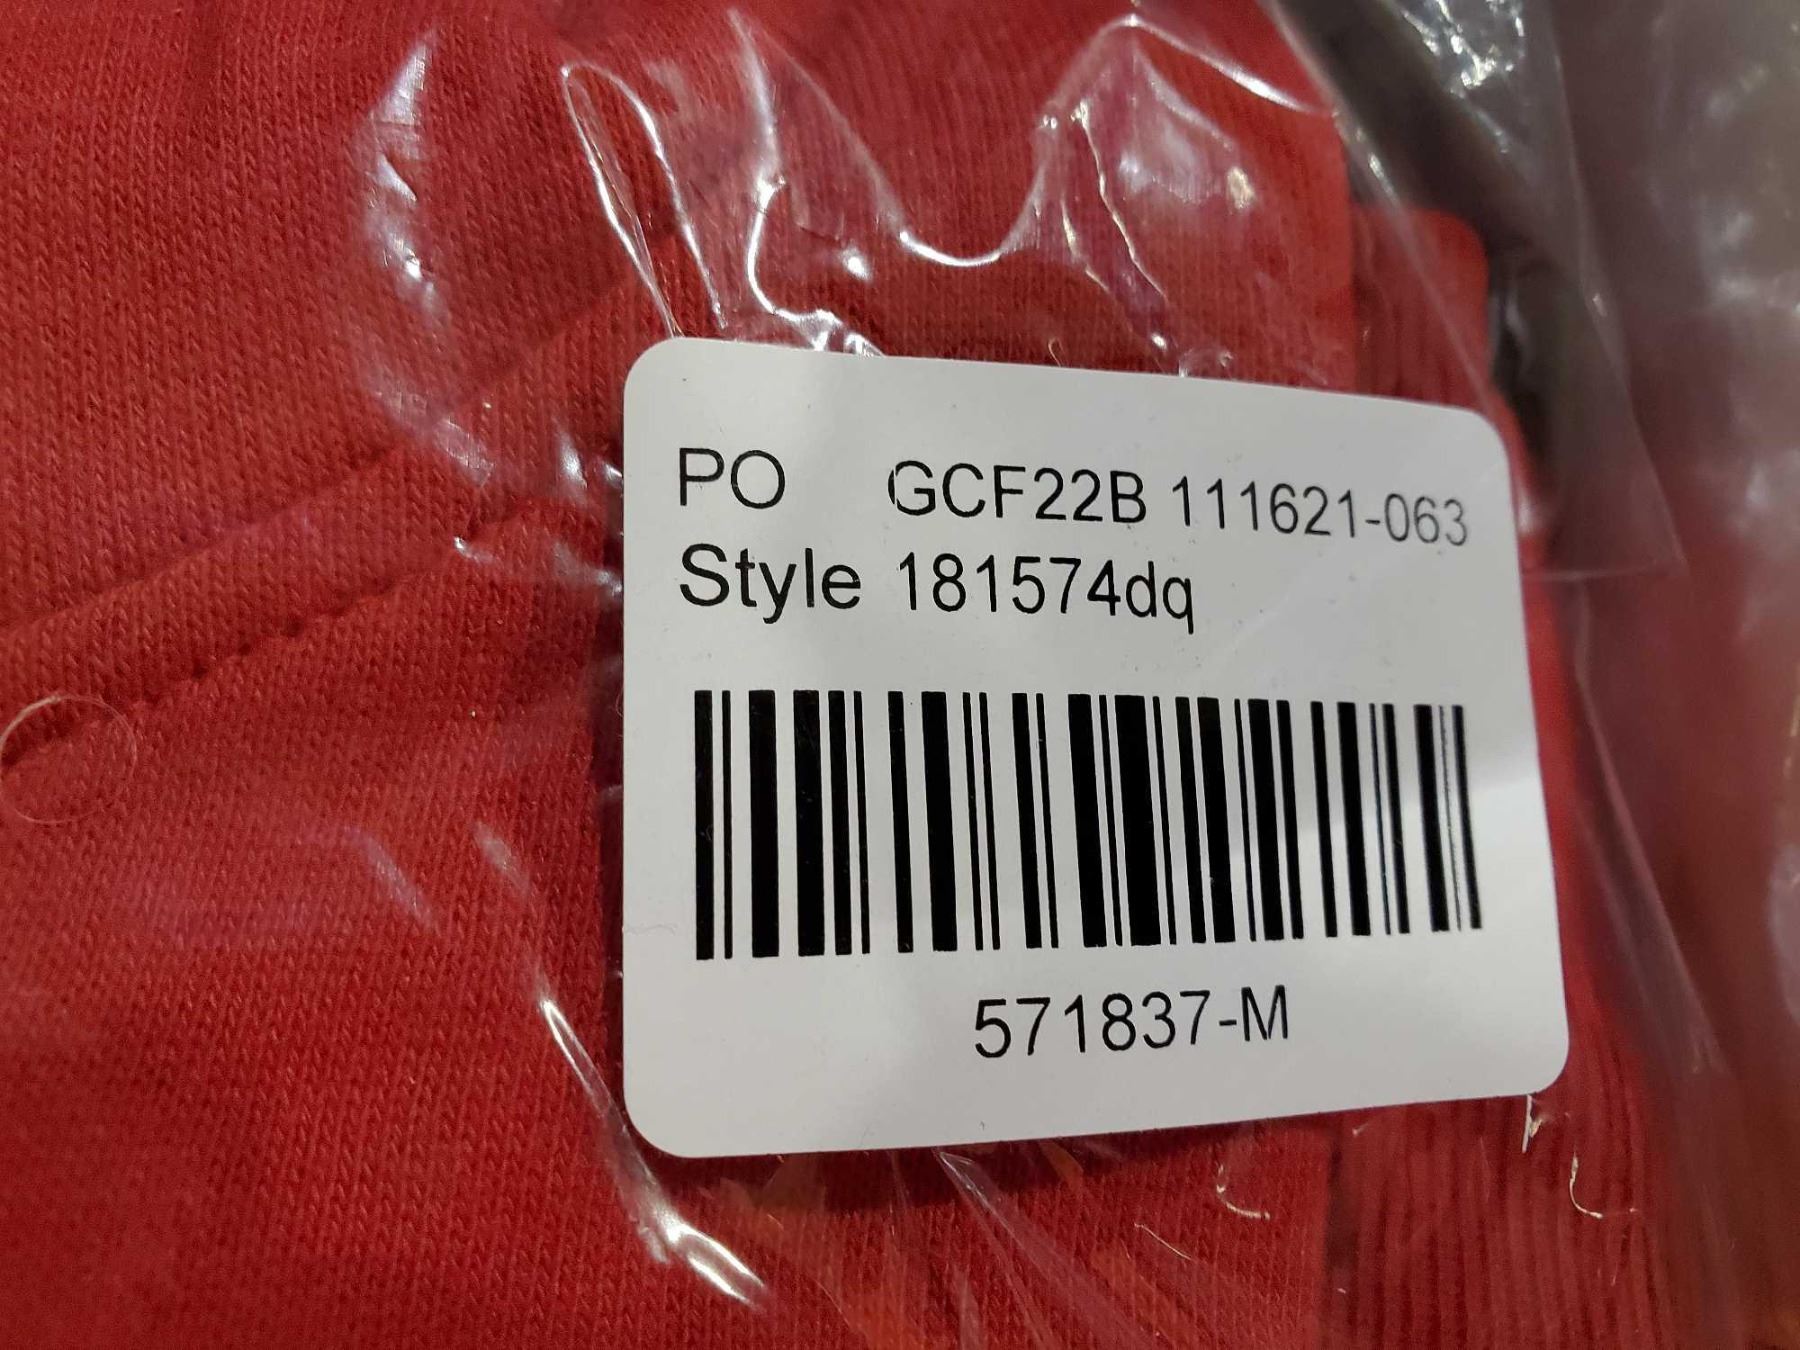 PO GCF22B 111621-063
Style 181574dq
571837-M